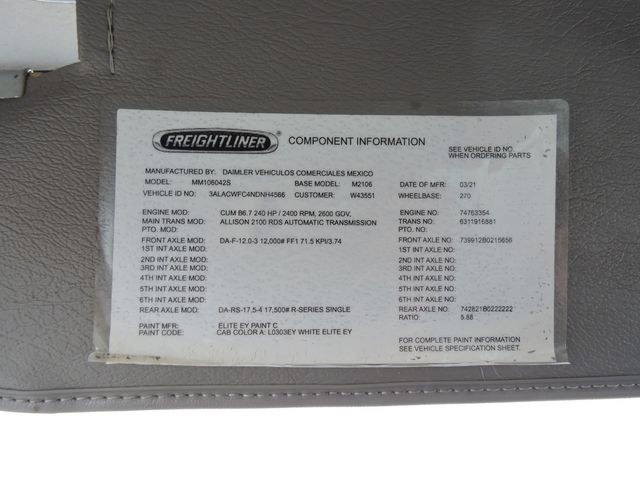 FREIGHTLINER COMPONENT INFORMATION
SEE VEHICLE ID NO.
WHEN ORDERING PARTS
MANUFACTURED BY: DAIMLER VEHICULOS COMERCIALES MEXICO
MODEL: MM106042S BASE MODEL: M2106 DATE OF MFR: 03/21
VEHICLE ID NO: 3ALACWFC4NDNH4566 CUSTOMER: W43551 WHEELBASE: 270
ENGINE MOD: CUM B6.7 240 HP / 2400 RPM, 2600 GOV. ENGINE NO: 74763354
MAIN TRANS MOD: ALLISON 2100 RDS AUTOMATIC TRANSMISSION TRANS NO: 6311916881
PTO. MOD: PTO. NO:
FRONT AXLE MOD: DA-F-12.0-3 12,000# FF1 71.5 KPI/3.74 FRONT AXLE NO: 739912B0215656
1ST INT AXLE MOD: 1ST INT AXLE NO:
2ND INT AXLE MOD: 2ND INT AXLE NO:
3RD INT AXLE MOD: 3RD INT AXLE NO:
4TH INT AXLE MOD: 4TH INT AXLE NO:
5TH INT AXLE MOD: 5TH INT AXLE NO:
6TH INT AXLE MOD: 6TH INT AXLE NO:
REAR AXLE MOD: DA-RS-17.5-4 17,500# R-SERIES SINGLE REAR AXLE NO: 742821B0222222
RATIO: 5.88
PAINT MFR: ELITE EY PAINT C
PAINT CODE: CAB COLOR A: L0303EY WHITE ELITE EY
FOR COMPLETE PAINT INFORMATION
SEE VEHICLE SPECIFICATION SHEET.